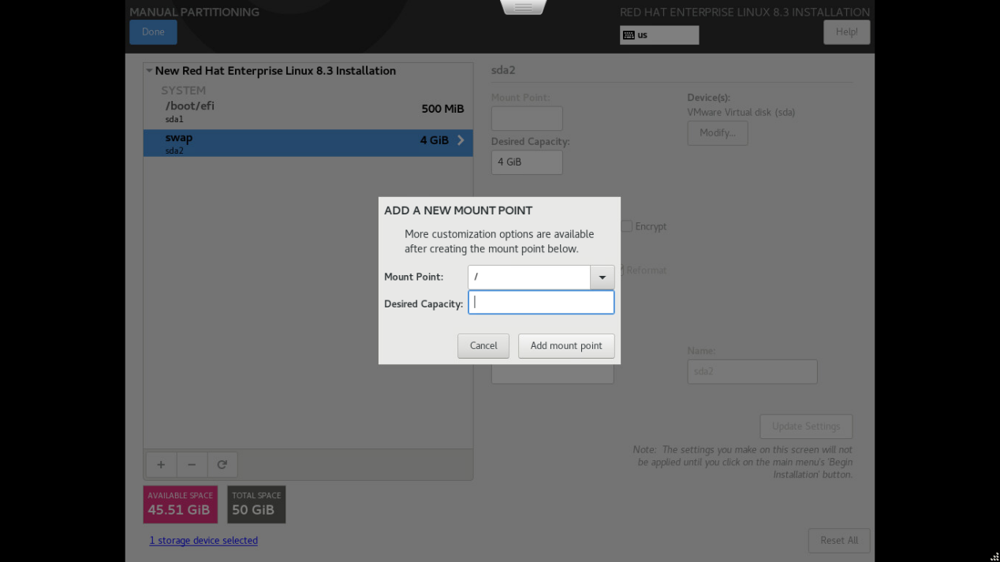 MANUAL PARTITIONING
RED HAT ENTERPRISE LINUX 8.3 INSTALLATION
Done
us
Help!
New Red Hat Enterprise Linux 8.3 Installation
SYSTEM
/boot/efi
500 MiB
sda1
swap
4 GiB
sda2
sda2
Mount Point:
Device(s):
VMware Virtual disk (sda)
Modify...
Desired Capacity:
4 GiB
ADD A NEW MOUNT POINT
More customization options are available
after creating the mount point below.
Mount Point:
/
Desired Capacity:
Cancel
Add mount point
Encrypt
Reformat
Name:
sda2
Update Settings
Note: The settings you make on this screen will not
be applied until you click on the main menu's 'Begin
Installation' button.
+
−
AVAILABLE SPACE
45.51 GiB
TOTAL SPACE
50 GiB
1 storage device selected
Reset All